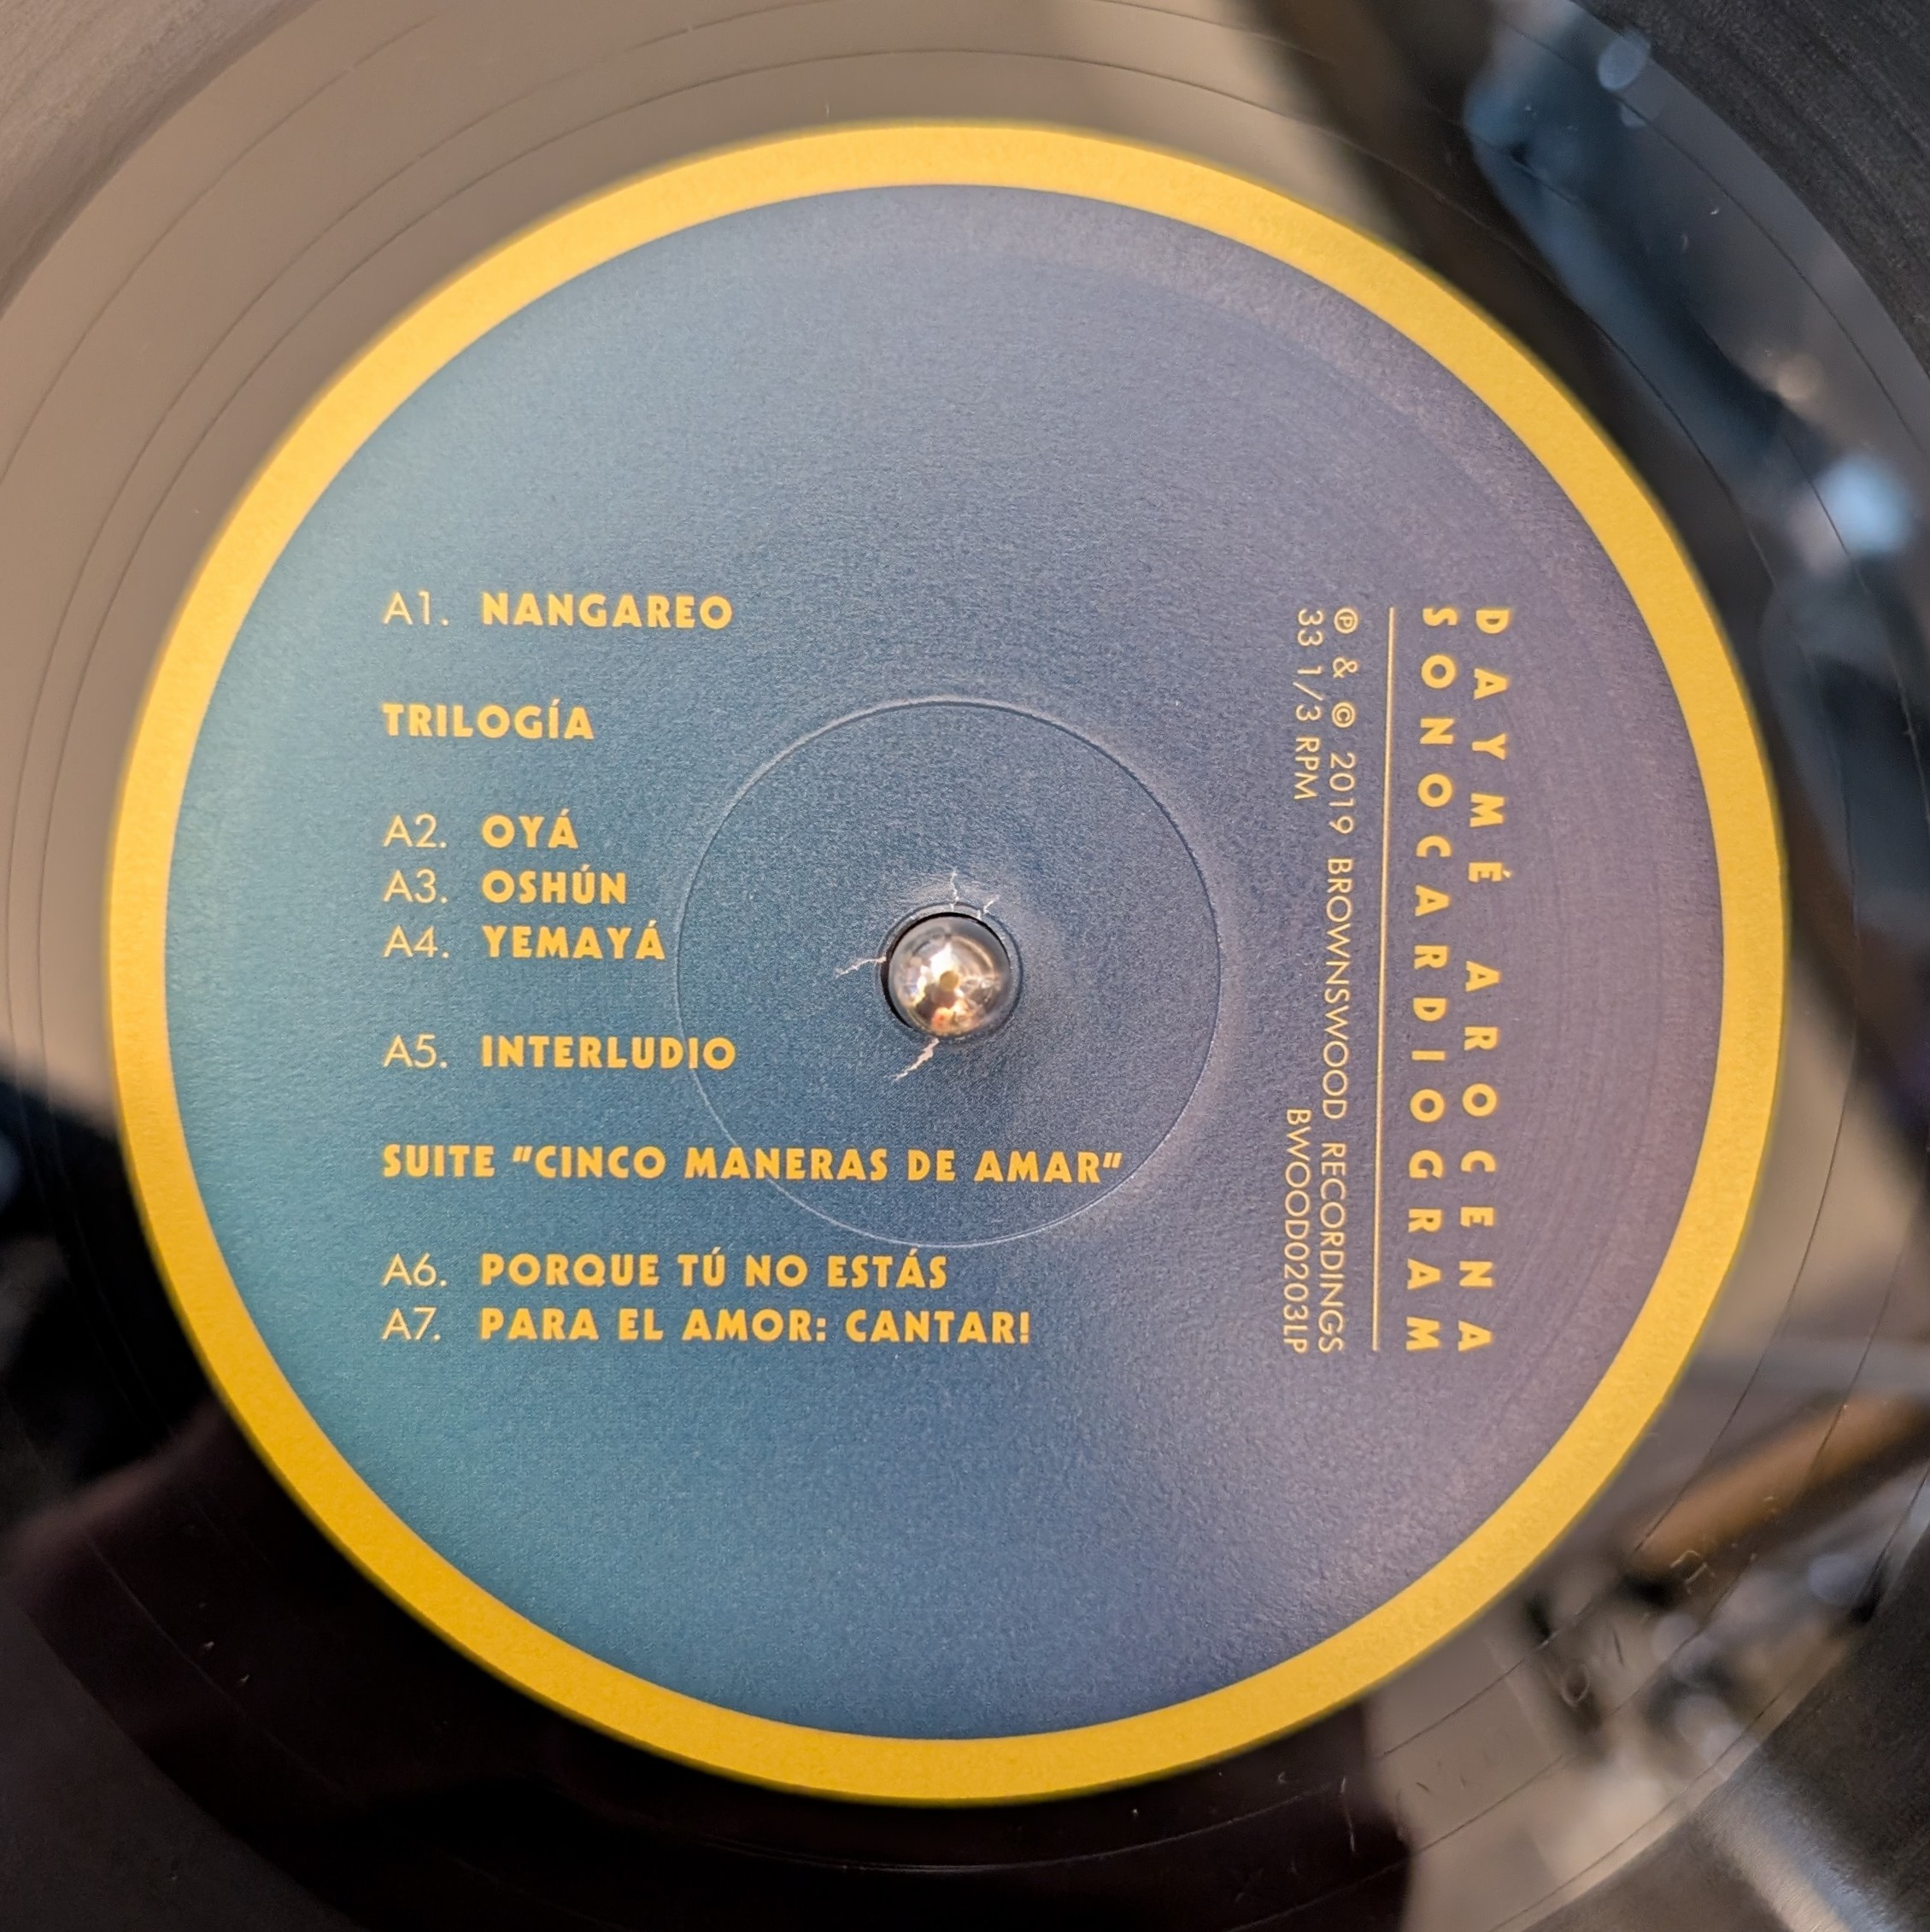 A1. NANGAREO
TRILOGÍA
A2. OYÁ
A3. OSHÚN
A4. YEMAYÁ
A5. INTERLUDIO
SUITE "CINCO MANERAS DE AMAR"
A6. PORQUE TÚ NO ESTÁS
A7. PARA EL AMOR: CANTAR!
DAYMÉ AROCENA
SONOCARDIOGRAM
℗ & © 2019 BROWNSWOOD RECORDINGS
33 1/3 RPM BWOOD0203LP